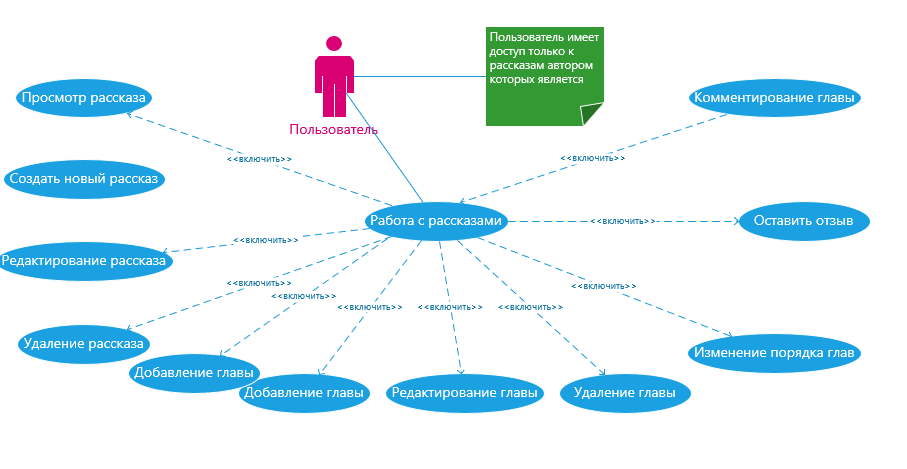 Пользователь имеет
доступ только к
рассказам автором
которых является
Просмотр рассказа
Комментирование главы
Пользователь
<<включить>>
<<включить>>
Создать новый рассказ
Работа с рассказами
<<включить>>
Оставить отзыв
<<включить>>
Редактирование рассказа
<<включить>>
<<включить>>
<<включить>>
<<включить>>
<<включить>>
<<включить>>
Удаление рассказа
Изменение порядка глав
Добавление главы
Добавление главы
Редактирование главы
Удаление главы